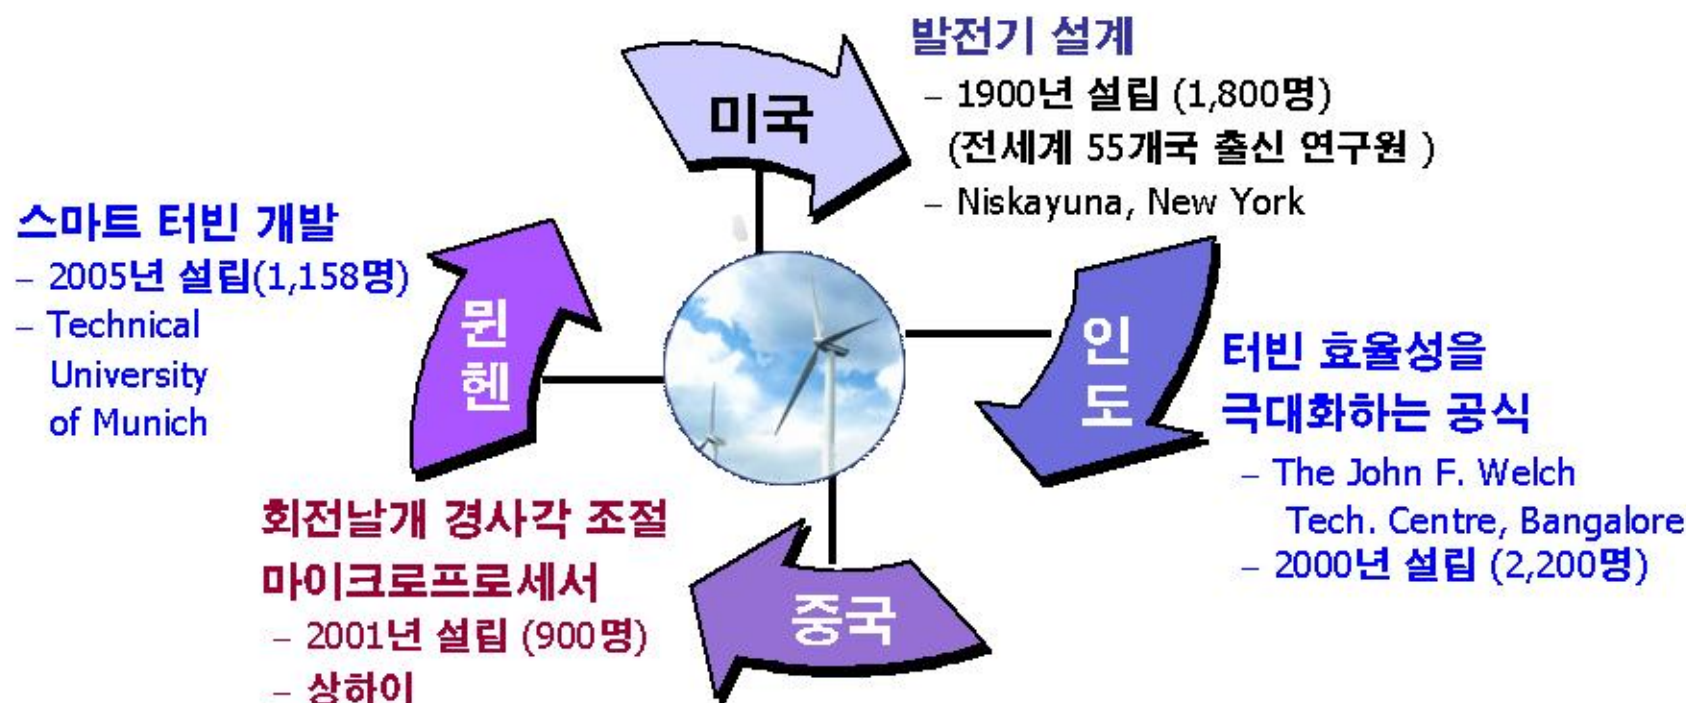 발전기 설계
– 1900년 설립 (1,800명)
(전세계 55개국 출신 연구원 )
– Niskayuna, New York
미국
스마트 터빈 개발
– 2005년 설립(1,158명)
– Technical
University
of Munich
뮌
헨
인
도
터빈 효율성을
극대화하는 공식
– The John F. Welch
Tech. Centre, Bangalore
– 2000년 설립 (2,200명)
회전날개 경사각 조절
마이크로프로세서
– 2001년 설립 (900명)
– 상하이
중국